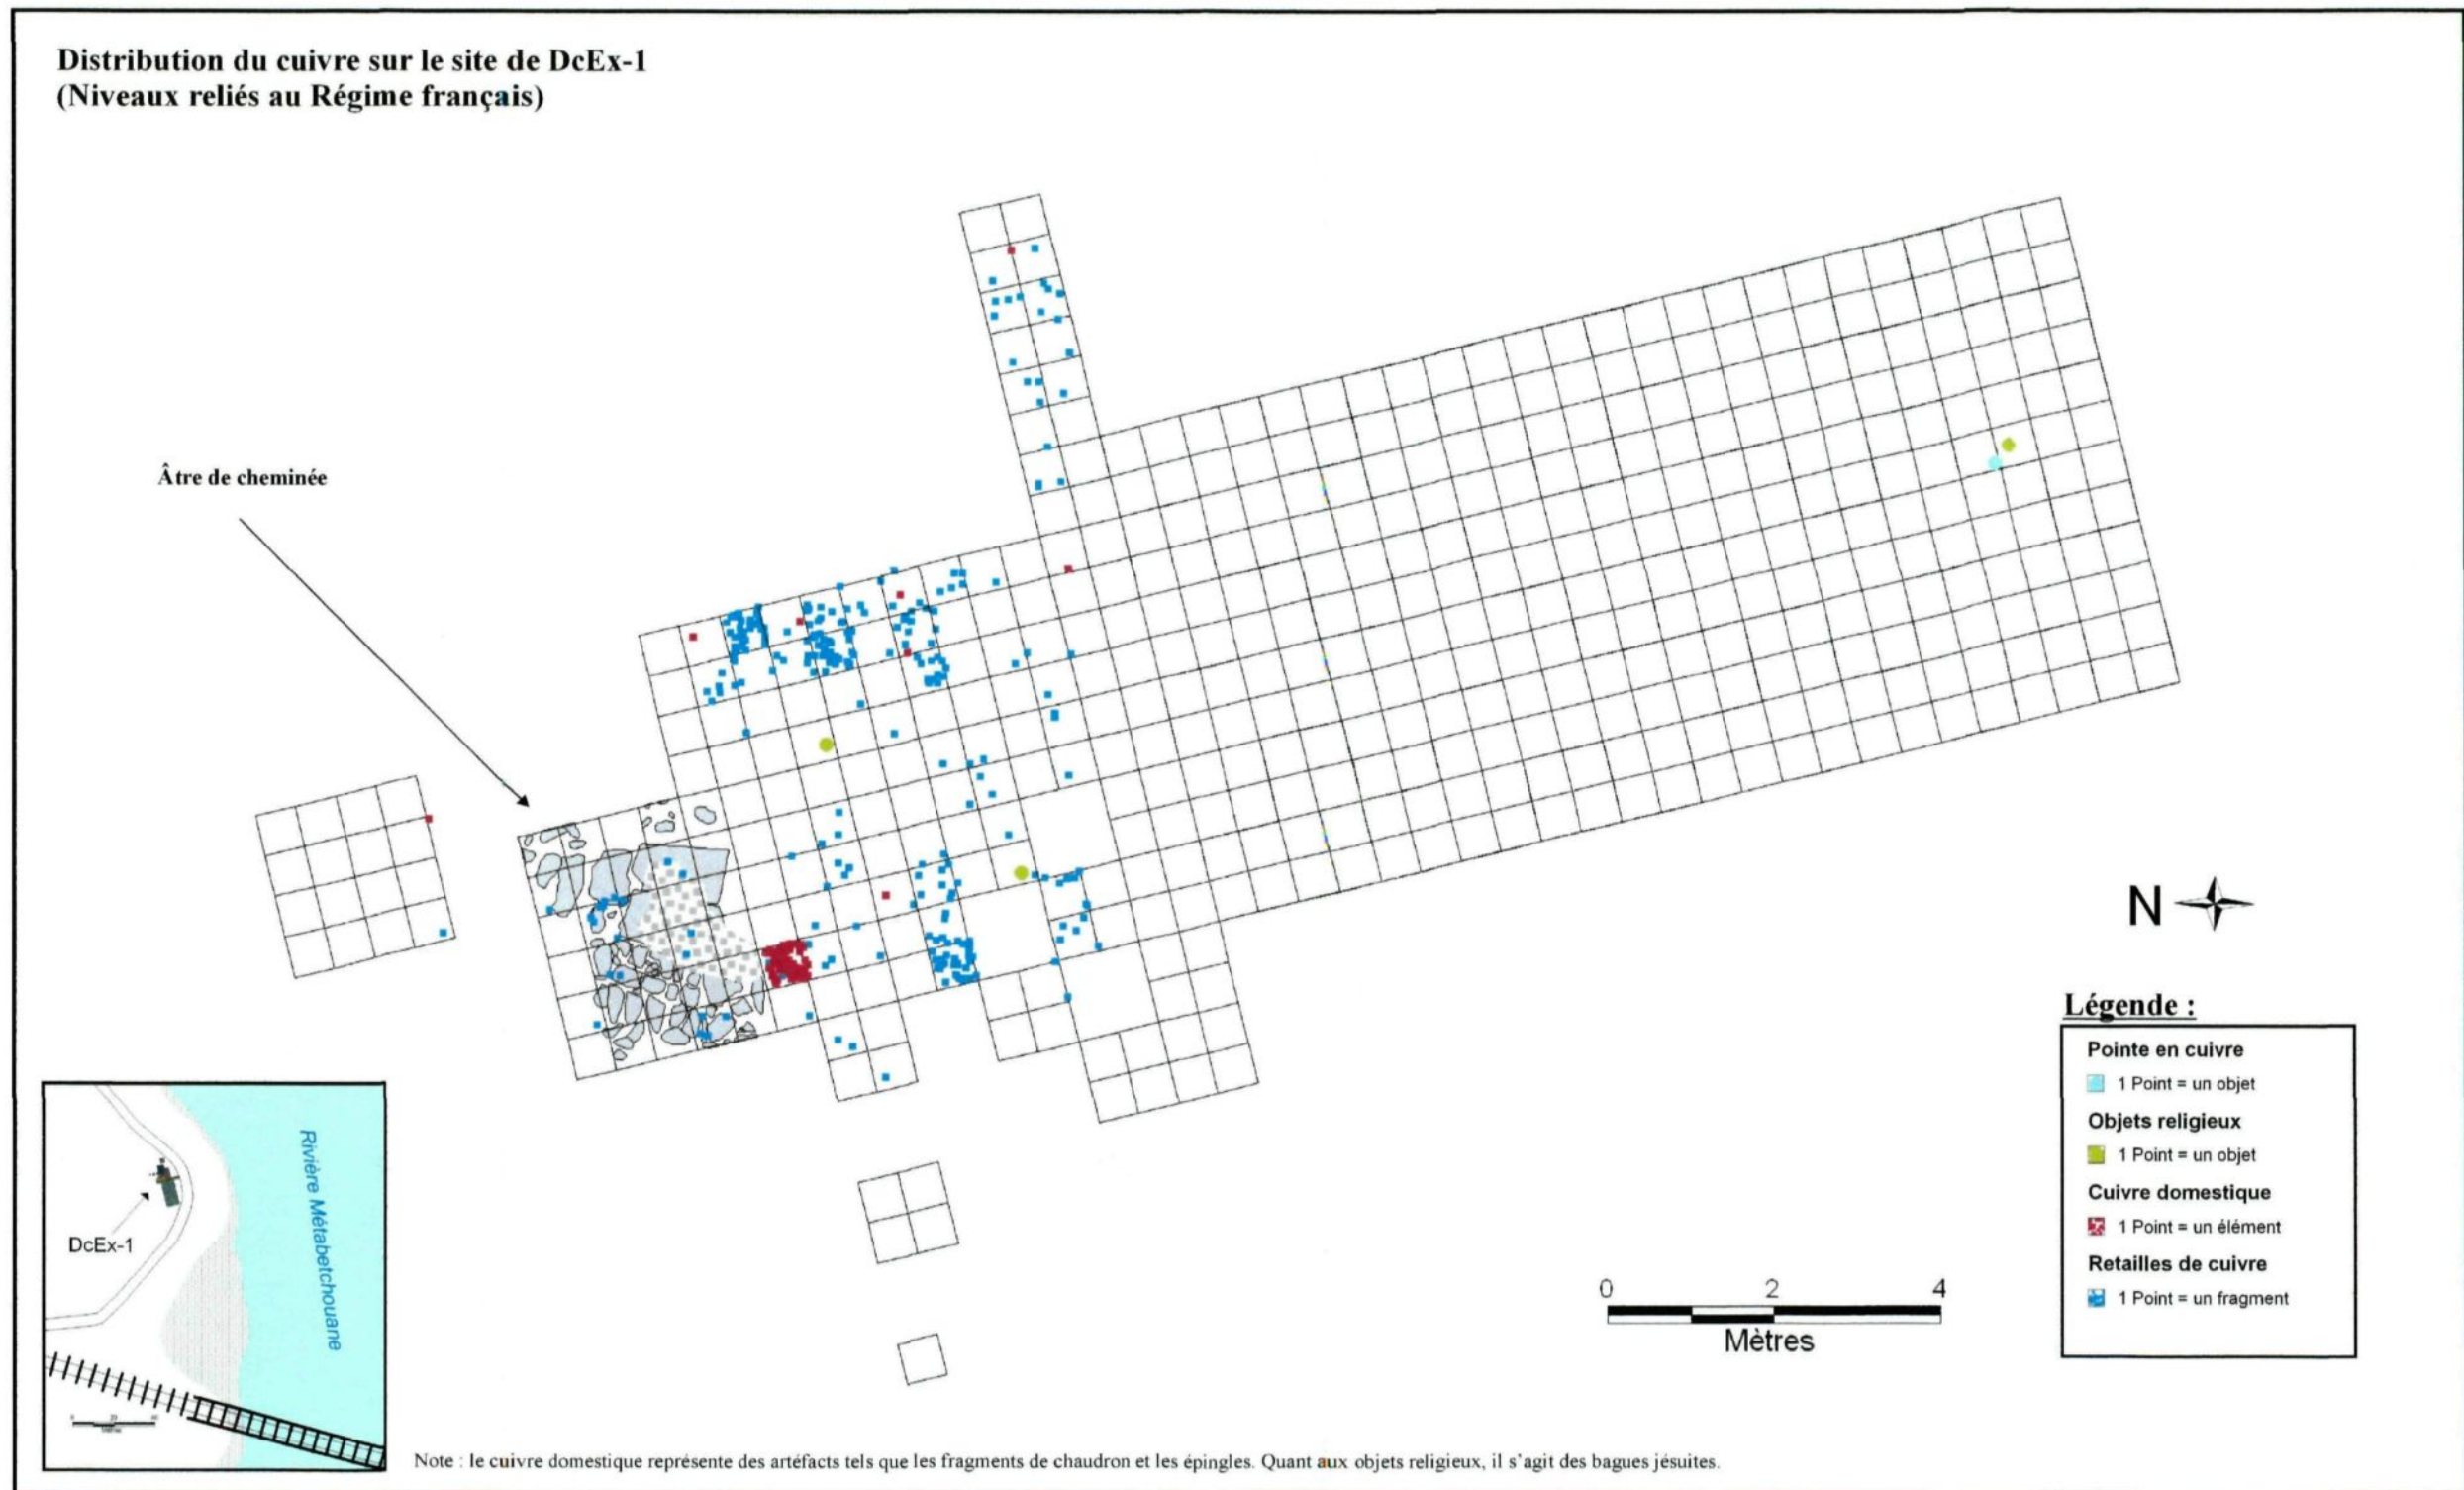 Distribution du cuivre sur le site de DcEx-1
(Niveaux reliés au Régime français)
Âtre de cheminée
N
Légende :
Pointe en cuivre
1 Point = un objet
Objets religieux
1 Point = un objet
Cuivre domestique
1 Point = un élément
Retailles de cuivre
1 Point = un fragment
0 2 4
Mètres
Rivière Métabetchouane
DcEx-1
Note : le cuivre domestique représente des artéfacts tels que les fragments de chaudron et les épingles. Quant aux objets religieux, il s'agit des bagues jésuites.